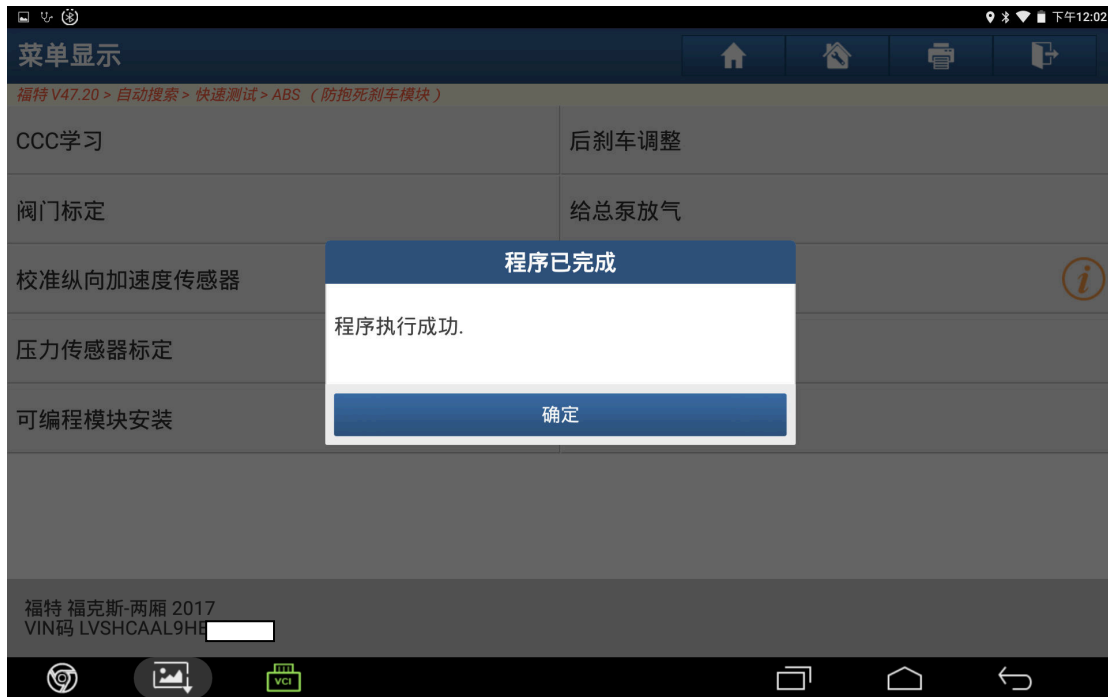 下午12:02
菜单显示
福特 V47.20 > 自动搜索 > 快速测试 > ABS （ 防抱死刹车模块 ）
CCC学习
后刹车调整
阀门标定
给总泵放气
程序已完成
校准纵向加速度传感器
程序执行成功.
压力传感器标定
可编程模块安装
确定
福特 福克斯-两厢 2017
VIN码 LVSHCAAL9HE
VCI